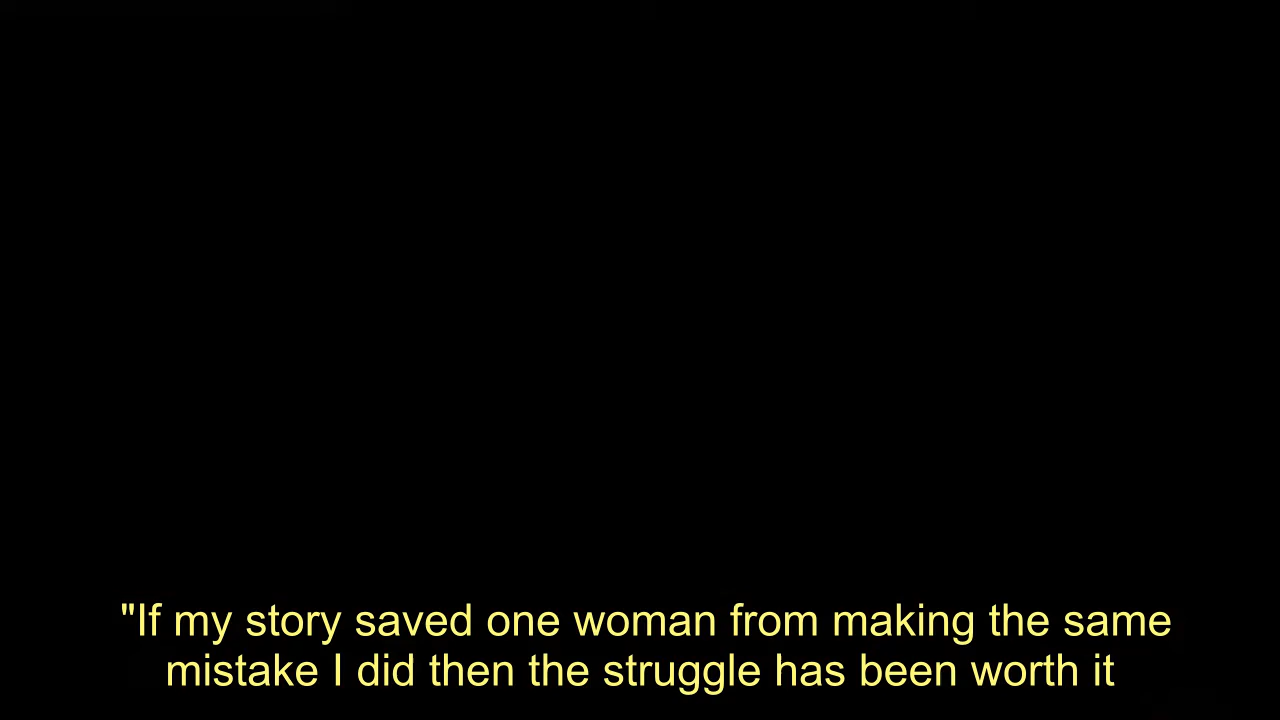 "If my story saved one woman from making the same
mistake I did then the struggle has been worth it